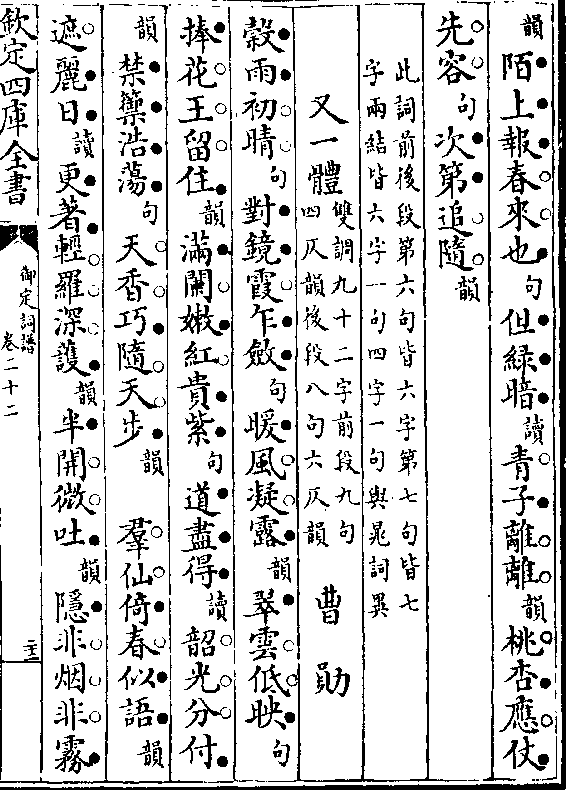 韻陌上報春來也句但緑暗讀青子離離韻桃杏應仗
先容句次第追隨韻
此詞前後段第六句皆六字第七句皆七
字兩結皆六字一句四字一句與晁詞異
又一體雙調九十二字前段九句
四仄韻後段八句六仄韻 曹勛
穀雨初晴句對鏡霞乍斂句暖風凝露韻翠雲低映句
捧花王留住韻滿闌嫩紅貴紫句道盡得讀韶光分付
韻禁籞浩蕩句天香巧隨天步韻 羣仙倚春似語韻
遮麗日讀更著輕羅深護韻半開微吐韻隱非烟非霧
欽定四庫全書
御定詞譜
卷二十二